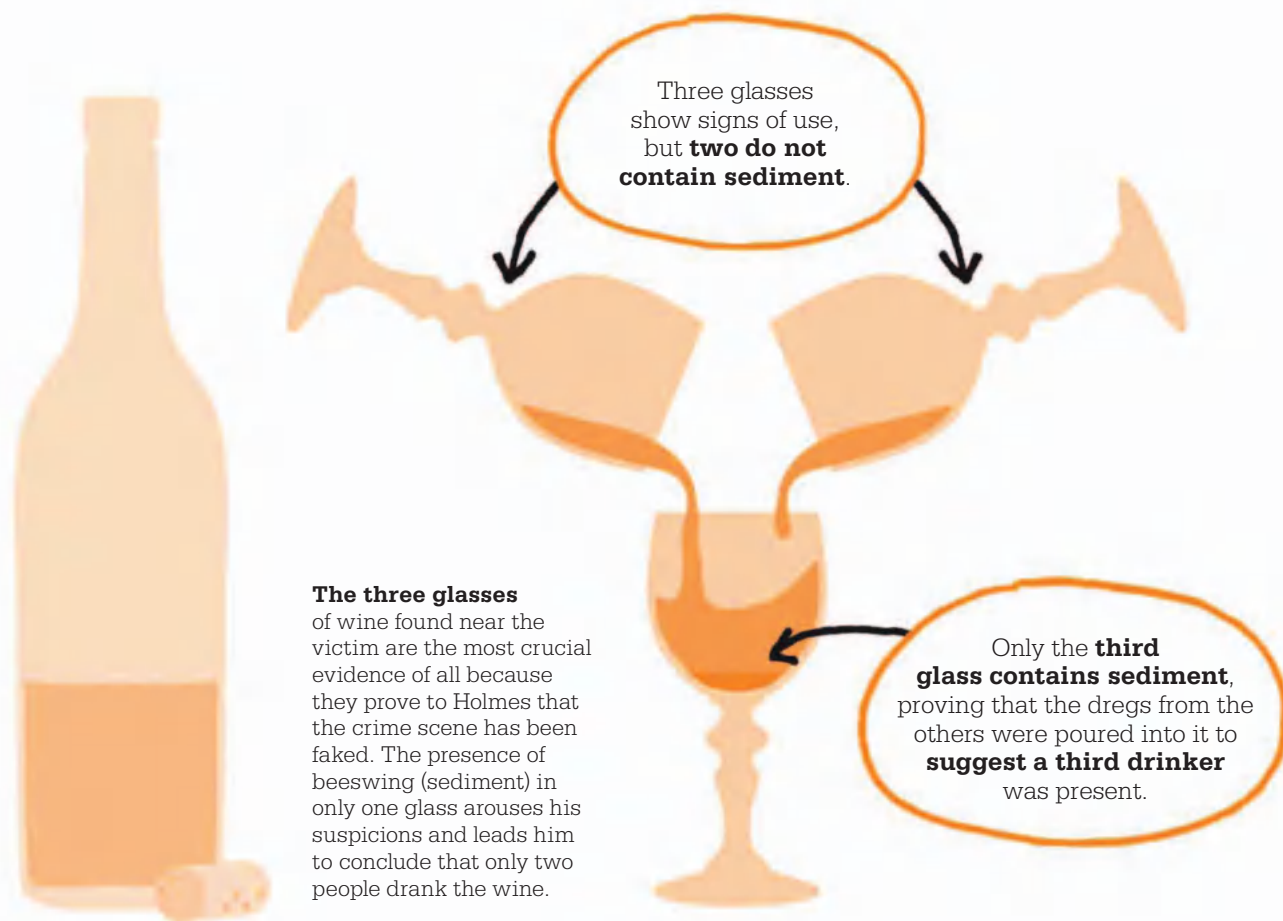 Three glasses
show signs of use,
but two do not
contain sediment.
The three glasses
of wine found near the
victim are the most crucial
evidence of all because
they prove to Holmes that
the crime scene has been
faked. The presence of
beeswing (sediment) in
only one glass arouses his
suspicions and leads him
to conclude that only two
people drank the wine.
Only the third
glass contains sediment,
proving that the dregs from the
others were poured into it to
suggest a third drinker
was present.